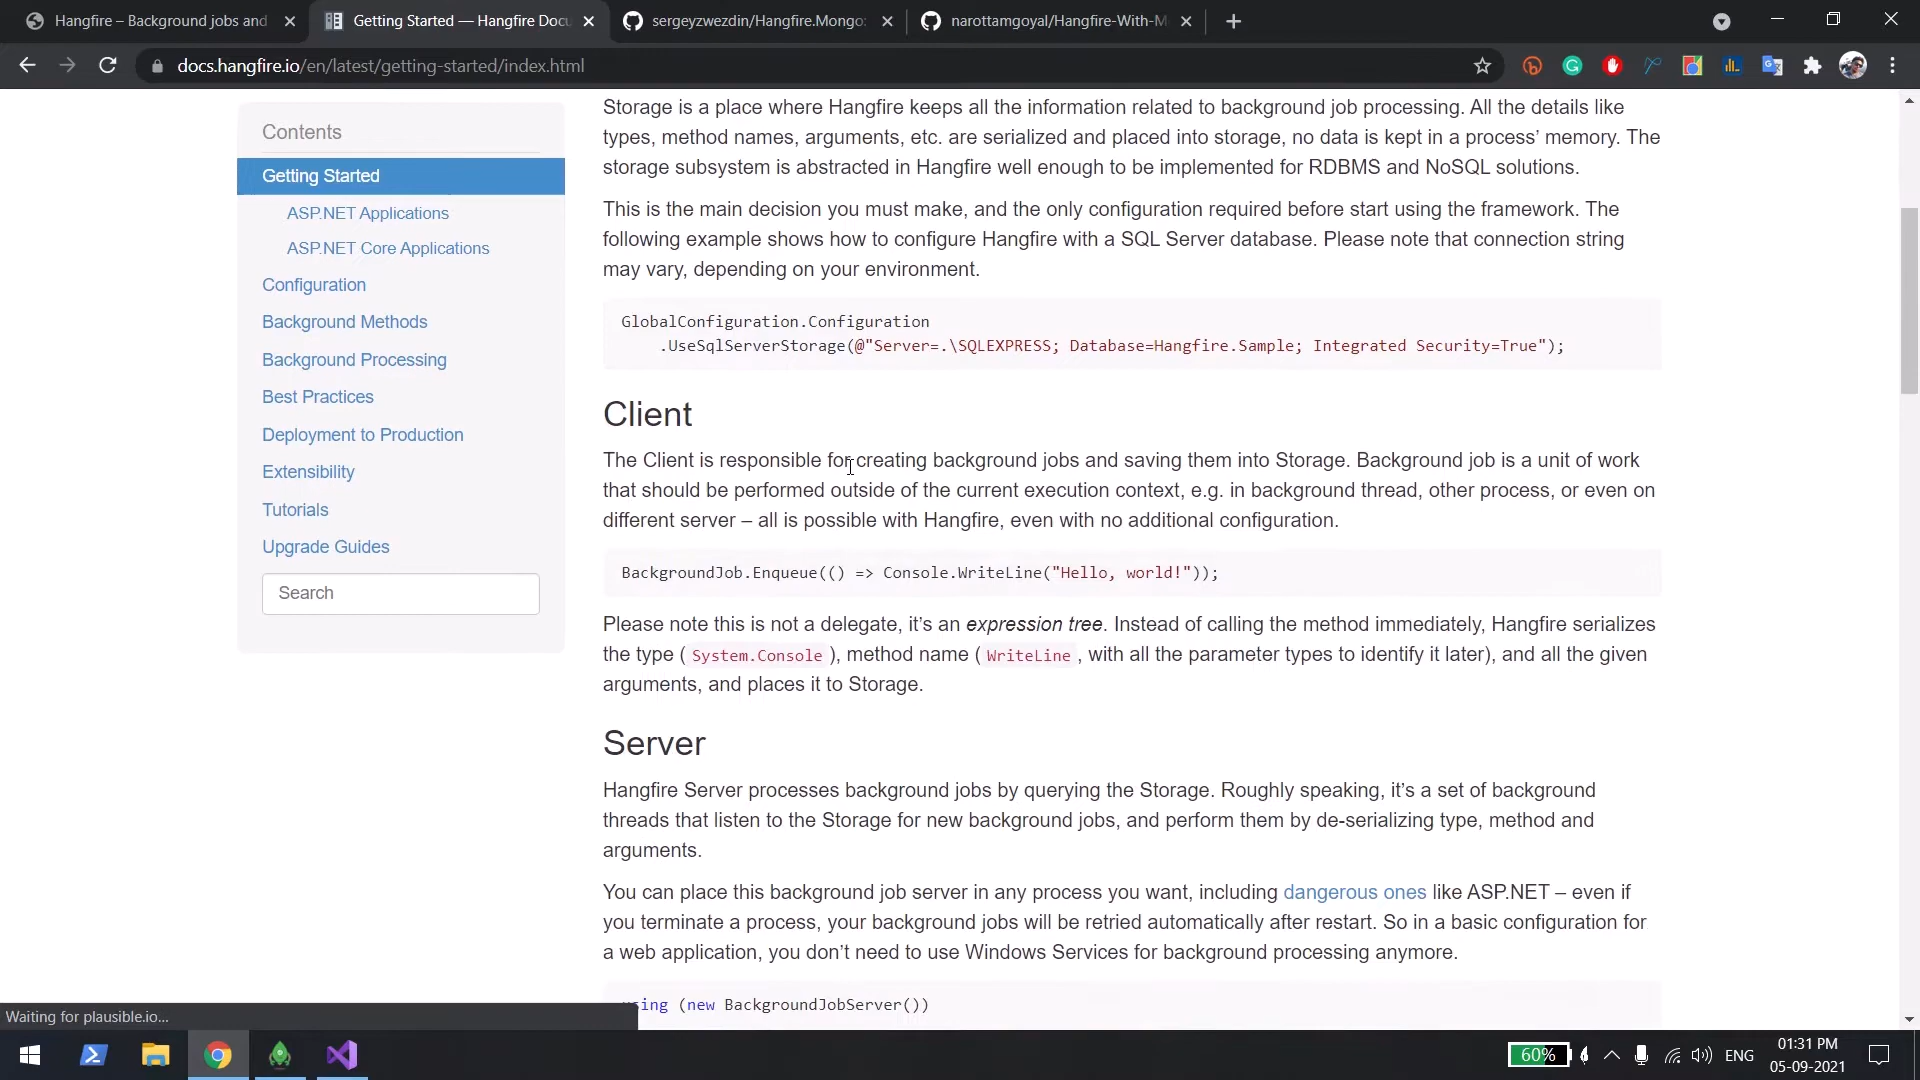 Hangfire – Background jobs and
Getting Started — Hangfire Docu
sergeyzwezdin/Hangfire.Mongo:
narottamgoyal/Hangfire-With-M
docs.hangfire.io/en/latest/getting-started/index.html
Contents
Getting Started
ASP.NET Applications
ASP.NET Core Applications
Configuration
Background Methods
Background Processing
Best Practices
Deployment to Production
Extensibility
Tutorials
Upgrade Guides
Search
Storage is a place where Hangfire keeps all the information related to background job processing. All the details like
types, method names, arguments, etc. are serialized and placed into storage, no data is kept in a process’ memory. The
storage subsystem is abstracted in Hangfire well enough to be implemented for RDBMS and NoSQL solutions.
This is the main decision you must make, and the only configuration required before start using the framework. The
following example shows how to configure Hangfire with a SQL Server database. Please note that connection string
may vary, depending on your environment.
GlobalConfiguration.Configuration
.UseSqlServerStorage(@"Server=.\SQLEXPRESS; Database=Hangfire.Sample; Integrated Security=True");
Client
The Client is responsible for creating background jobs and saving them into Storage. Background job is a unit of work
that should be performed outside of the current execution context, e.g. in background thread, other process, or even on
different server – all is possible with Hangfire, even with no additional configuration.
BackgroundJob.Enqueue(() => Console.WriteLine("Hello, world!"));
Please note this is not a delegate, it’s an expression tree. Instead of calling the method immediately, Hangfire serializes
the type ( System.Console ), method name ( WriteLine , with all the parameter types to identify it later), and all the given
arguments, and places it to Storage.
Server
Hangfire Server processes background jobs by querying the Storage. Roughly speaking, it’s a set of background
threads that listen to the Storage for new background jobs, and perform them by de-serializing type, method and
arguments.
You can place this background job server in any process you want, including dangerous ones like ASP.NET – even if
you terminate a process, your background jobs will be retried automatically after restart. So in a basic configuration for
a web application, you don’t need to use Windows Services for background processing anymore.
using (new BackgroundJobServer())
Waiting for plausible.io...
60%
ENG
01:31 PM
05-09-2021